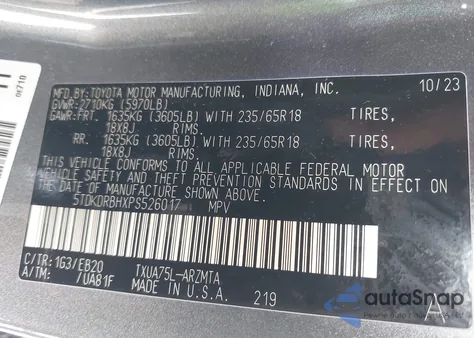 MFD. BY: TOYOTA MOTOR MANUFACTURING, INDIANA, INC. 10/23
GVWR: 2710KG (5970LB)
GAWR: FRT. 1635KG (3605LB) WITH 235/65R18 TIRES,
18X8J RIMS.
RR. 1635KG (3605LB) WITH 235/65R18 TIRES,
18X8J RIMS.
THIS VEHICLE CONFORMS TO ALL APPLICABLE FEDERAL MOTOR
VEHICLE SAFETY AND THEFT PREVENTION STANDARDS IN EFFECT ON
THE DATE OF MANUFACTURE SHOWN ABOVE.
5TDKDRBHXPS526017 MPV
C/TR: 1G3/EB20 TXUA75L-ARZMTA
A/TM: /UA81F MADE IN U.S.A. 219 A
autoSnap